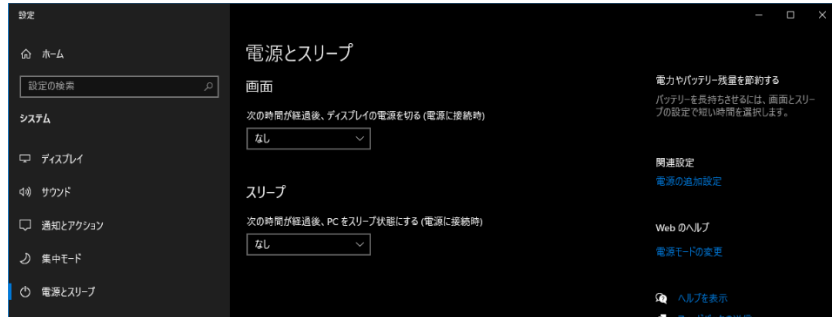 設定
ホーム
設定の検索
システム
ディスプレイ
サウンド
通知とアクション
集中モード
電源とスリープ
電源とスリープ
画面
次の時間が経過後、ディスプレイの電源を切る (電源に接続時)
なし
スリープ
次の時間が経過後、PC をスリープ状態にする (電源に接続時)
なし
電力やバッテリー残量を節約する
バッテリーを長持ちさせるには、画面とスリー
プの設定で短い時間を選択します。
関連設定
電源の追加設定
Web のヘルプ
電源モードの変更
ヘルプを表示